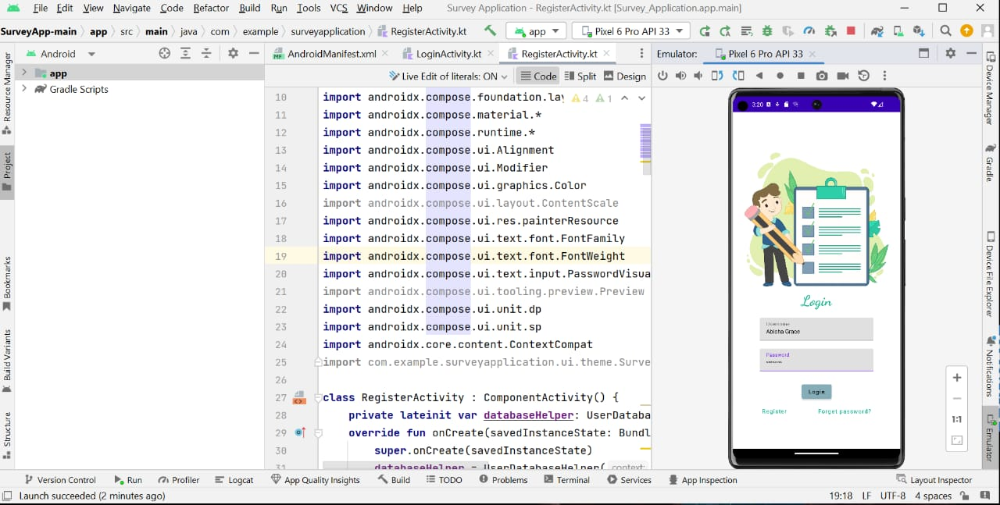 File Edit View Navigate Code Refactor Build Run Tools VCS Window Help Survey Application - RegisterActivity.kt [Survey_Application.app.main]
SurveyApp-main app src main java com example surveyapplication RegisterActivity.kt app Pixel 6 Pro API 33
Android AndroidManifest.xml LoginActivity.kt RegisterActivity.kt Emulator: Pixel 6 Pro API 33
Live Edit of literals: ON Code Split Design
app
Gradle Scripts
Resource Manager
Project
Bookmarks
Build Variants
Structure
4 1
10 import androidx.compose.foundation.lay
11 import androidx.compose.material.*
12 import androidx.compose.runtime.*
13 import androidx.compose.ui.Alignment
14 import androidx.compose.ui.Modifier
15 import androidx.compose.ui.graphics.Color
16 import androidx.compose.ui.layout.ContentScale
17 import androidx.compose.ui.res.painterResource
18 import androidx.compose.ui.text.font.FontFamily
19 import androidx.compose.ui.text.font.FontWeight
20 import androidx.compose.ui.text.input.PasswordVisua
21 import androidx.compose.ui.tooling.preview.Preview
22 import androidx.compose.ui.unit.dp
23 import androidx.compose.ui.unit.sp
24 import androidx.core.content.ContextCompat
25 import com.example.surveyapplication.ui.theme.Surve
26
27 class RegisterActivity : ComponentActivity() {
28 private lateinit var databaseHelper: UserDataba
29 override fun onCreate(savedInstanceState: Bundl
30 super.onCreate(savedInstanceState)
31 databaseHelper = UserDatabaseHelper( context:
3:20
Login
Username
Abisha Grace
Password
••••••••
Login
Register Forget password?
1:1
Device Manager
Gradle
Device File Explorer
Notifications
Emulator
Version Control Run Profiler Logcat App Quality Insights Build TODO Problems Terminal Services App Inspection Layout Inspector
Launch succeeded (2 minutes ago) 19:18 LF UTF-8 4 spaces